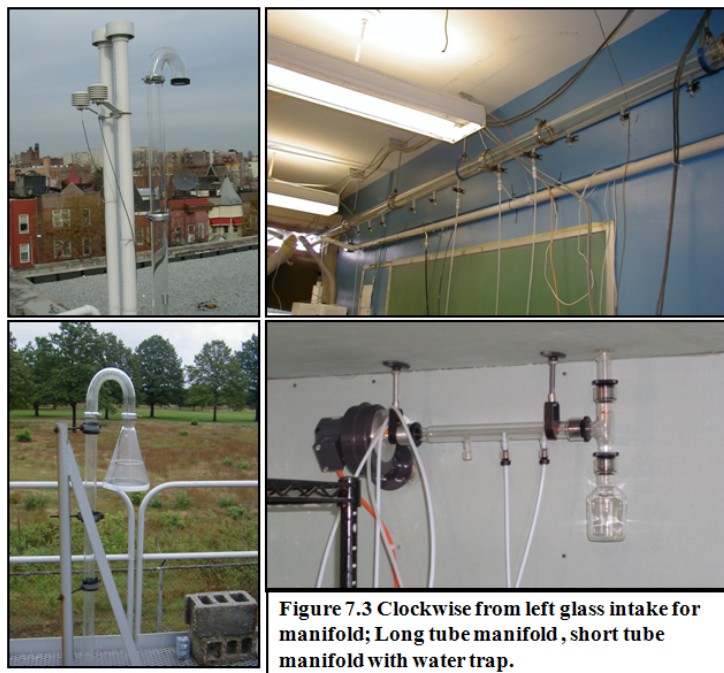 Figure 7.3 Clockwise from left glass intake for
manifold; Long tube manifold , short tube
manifold with water trap.